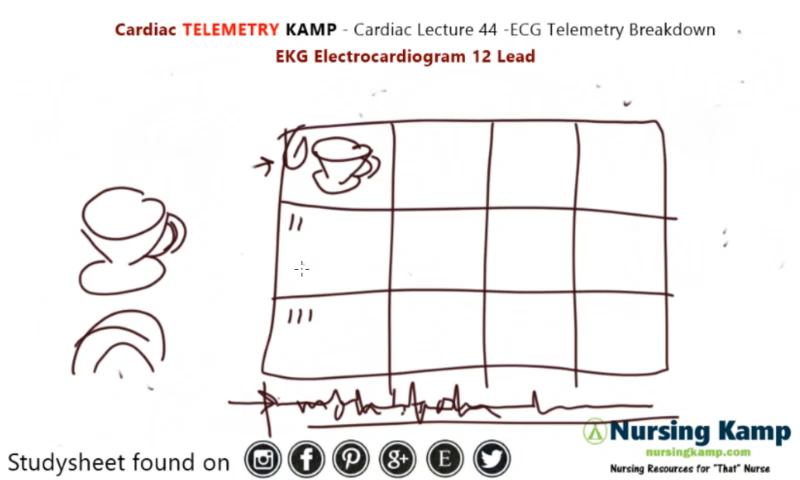 Cardiac TELEMETRY KAMP - Cardiac Lecture 44 -ECG Telemetry Breakdown
EKG Electrocardiogram 12 Lead
I
II
III
Nursing Kamp
nursingkamp.com
Nursing Resources for "That" Nurse
Studysheet found on